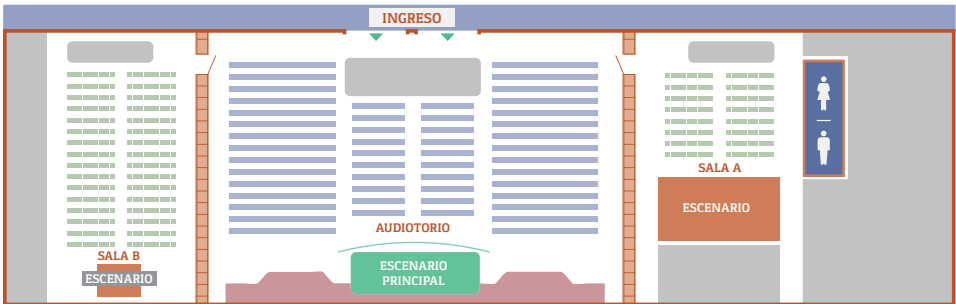 INGRESO
SALA A
ESCENARIO
AUDIOTORIO
SALA B
ESCENARIO
ESCENARIO
PRINCIPAL